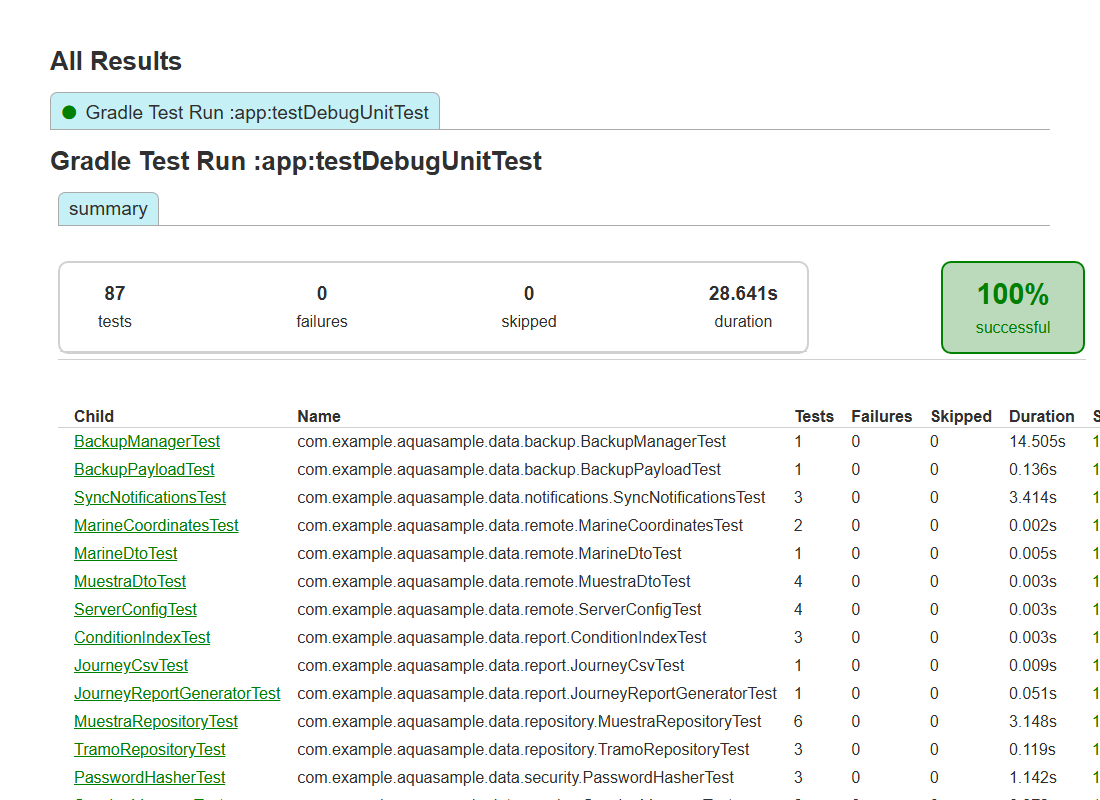 All Results
Gradle Test Run :app:testDebugUnitTest
Gradle Test Run :app:testDebugUnitTest
summary
87 0 0 28.641s 100%
tests failures skipped duration successful
Child Name Tests Failures Skipped Duration
BackupManagerTest com.example.aquasample.data.backup.BackupManagerTest 1 0 0 14.505s
BackupPayloadTest com.example.aquasample.data.backup.BackupPayloadTest 1 0 0 0.136s
SyncNotificationsTest com.example.aquasample.data.notifications.SyncNotificationsTest 3 0 0 3.414s
MarineCoordinatesTest com.example.aquasample.data.remote.MarineCoordinatesTest 2 0 0 0.002s
MarineDtoTest com.example.aquasample.data.remote.MarineDtoTest 1 0 0 0.005s
MuestraDtoTest com.example.aquasample.data.remote.MuestraDtoTest 4 0 0 0.003s
ServerConfigTest com.example.aquasample.data.remote.ServerConfigTest 4 0 0 0.003s
ConditionIndexTest com.example.aquasample.data.report.ConditionIndexTest 3 0 0 0.003s
JourneyCsvTest com.example.aquasample.data.report.JourneyCsvTest 1 0 0 0.009s
JourneyReportGeneratorTest com.example.aquasample.data.report.JourneyReportGeneratorTest 1 0 0 0.051s
MuestraRepositoryTest com.example.aquasample.data.repository.MuestraRepositoryTest 6 0 0 3.148s
TramoRepositoryTest com.example.aquasample.data.repository.TramoRepositoryTest 3 0 0 0.119s
PasswordHasherTest com.example.aquasample.data.security.PasswordHasherTest 3 0 0 1.142s